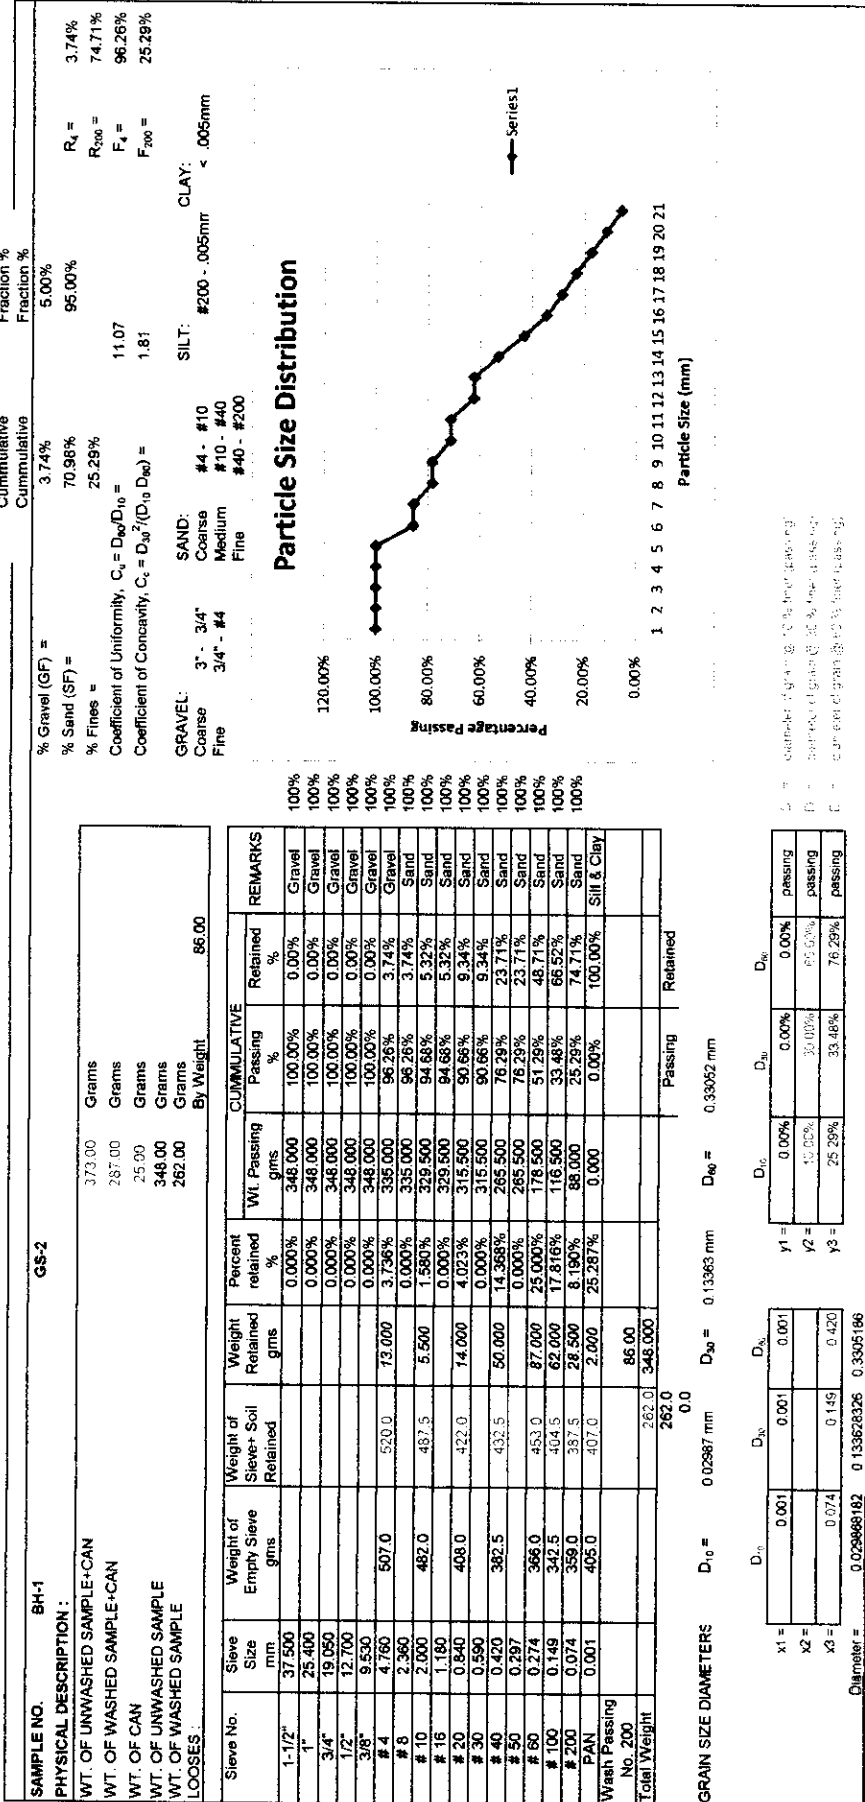 Cummulative Fraction %
Cummulative Fraction %
SAMPLE NO. BH-1 GS-2
PHYSICAL DESCRIPTION :
WT. OF UNWASHED SAMPLE+CAN 373.00 Grams
WT. OF WASHED SAMPLE+CAN 287.00 Grams
WT. OF CAN 25.00 Grams
WT. OF UNWASHED SAMPLE 348.00 Grams
WT. OF WASHED SAMPLE 262.00 Grams
LOOSES : By Weight 86.00
% Gravel (GF) = 3.74% 5.00%
% Sand (SF) = 70.98% 95.00%
% Fines = 25.29%
Coefficient of Uniformity, Cu = D60/D10 = 11.07
Coefficient of Concavity, Cc = D30²/(D10 D60) = 1.81
R4 = 3.74%
R200 = 74.71%
F4 = 96.26%
F200 = 25.29%
GRAVEL: SAND: SILT: CLAY:
Coarse 3" - 3/4" Coarse #4 - #10 #200 - .005mm < .005mm
Fine 3/4" - #4 Medium #10 - #40
Fine #40 - #200
Sieve No. Sieve Size mm Weight of Empty Sieve gms Weight of Sieve+ Soil Retained Weight Retained gms Percent retained % CUMMULATIVE Wt. Passing gms Passing % Retained % REMARKS
1-1/2" 37.500 0.000% 348.000 100.00% 0.00% Gravel 100%
1" 25.400 0.000% 348.000 100.00% 0.00% Gravel 100%
3/4" 19.050 0.000% 348.000 100.00% 0.00% Gravel 100%
1/2" 12.700 0.000% 348.000 100.00% 0.00% Gravel 100%
3/8" 9.530 0.000% 348.000 100.00% 0.00% Gravel 100%
# 4 4.760 507.0 520.0 13.000 3.736% 335.000 96.26% 3.74% Gravel 100%
# 8 2.360 0.000% 335.000 96.26% 3.74% Sand 100%
# 10 2.000 482.0 487.5 5.500 1.580% 329.500 94.68% 5.32% Sand 100%
# 16 1.180 0.000% 329.500 94.68% 5.32% Sand 100%
# 20 0.840 408.0 422.0 14.000 4.023% 315.500 90.66% 9.34% Sand 100%
# 30 0.590 0.000% 315.500 90.66% 9.34% Sand 100%
# 40 0.420 382.5 432.5 50.000 14.368% 265.500 76.29% 23.71% Sand 100%
# 50 0.297 0.000% 265.500 76.29% 23.71% Sand 100%
# 60 0.274 366.0 453.0 87.000 25.000% 178.500 51.29% 48.71% Sand 100%
# 100 0.149 342.5 404.5 62.000 17.816% 116.500 33.48% 66.52% Sand 100%
# 200 0.074 359.0 387.5 28.500 8.190% 88.000 25.29% 74.71% Sand 100%
PAN 0.001 405.0 407.0 2.000 25.287% 0.000 0.00% 100.00% Silt & Clay
Wash Passing No. 200 86.00
Total Weight 262.0 348.000
262.0 Passing Retained
0.0
Particle Size Distribution
Percentage Passing
120.00%
100.00%
80.00%
60.00%
40.00%
20.00%
0.00%
1 2 3 4 5 6 7 8 9 10 11 12 13 14 15 16 17 18 19 20 21
Particle Size (mm)
Series1
GRAIN SIZE DIAMETERS D10 = 0.02987 mm D30 = 0.13363 mm D60 = 0.33052 mm
D10 D30 D60
x1 = 0.001 0.001 0.001
x2 =
x3 = 0.074 0.149 0.420
Diameter = 0.029868182 0.133628326 0.3305186
D10 D30 D60
y1 = 0.00% 0.00% 0.00% passing
y2 = 10.00% 30.00% 60.00% passing
y3 = 25.29% 33.48% 76.29% passing